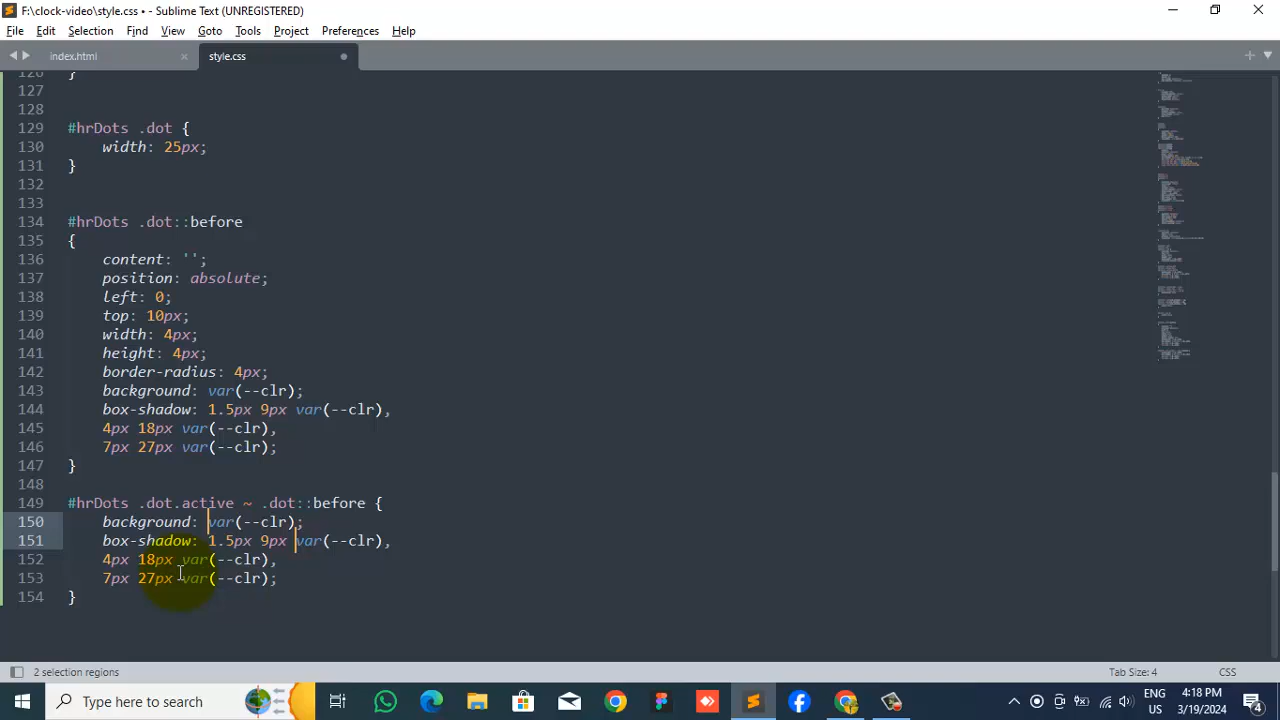 F:\clock-video\style.css • - Sublime Text (UNREGISTERED)
File Edit Selection Find View Goto Tools Project Preferences Help
index.html × style.css
126 }
127
128
129 #hrDots .dot {
130 width: 25px;
131 }
132
133
134 #hrDots .dot::before
135 {
136 content: '';
137 position: absolute;
138 left: 0;
139 top: 10px;
140 width: 4px;
141 height: 4px;
142 border-radius: 4px;
143 background: var(--clr);
144 box-shadow: 1.5px 9px var(--clr),
145 4px 18px var(--clr),
146 7px 27px var(--clr);
147 }
148
149 #hrDots .dot.active ~ .dot::before {
150 background: var(--clr);
151 box-shadow: 1.5px 9px var(--clr),
152 4px 18px var(--clr),
153 7px 27px var(--clr);
154 }
2 selection regions Tab Size: 4 CSS
Type here to search ENG US 4:18 PM 3/19/2024 4